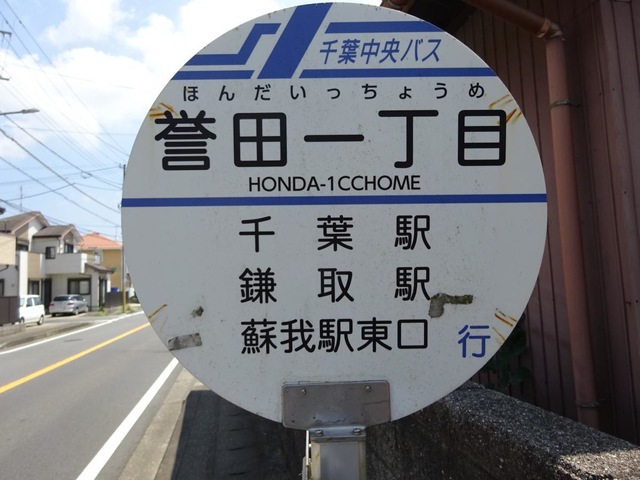 千葉中央バス
ほんだいっちょうめ
誉田一丁目
HONDA-1CCHOME
千葉駅
鎌取駅
蘇我駅東口 行